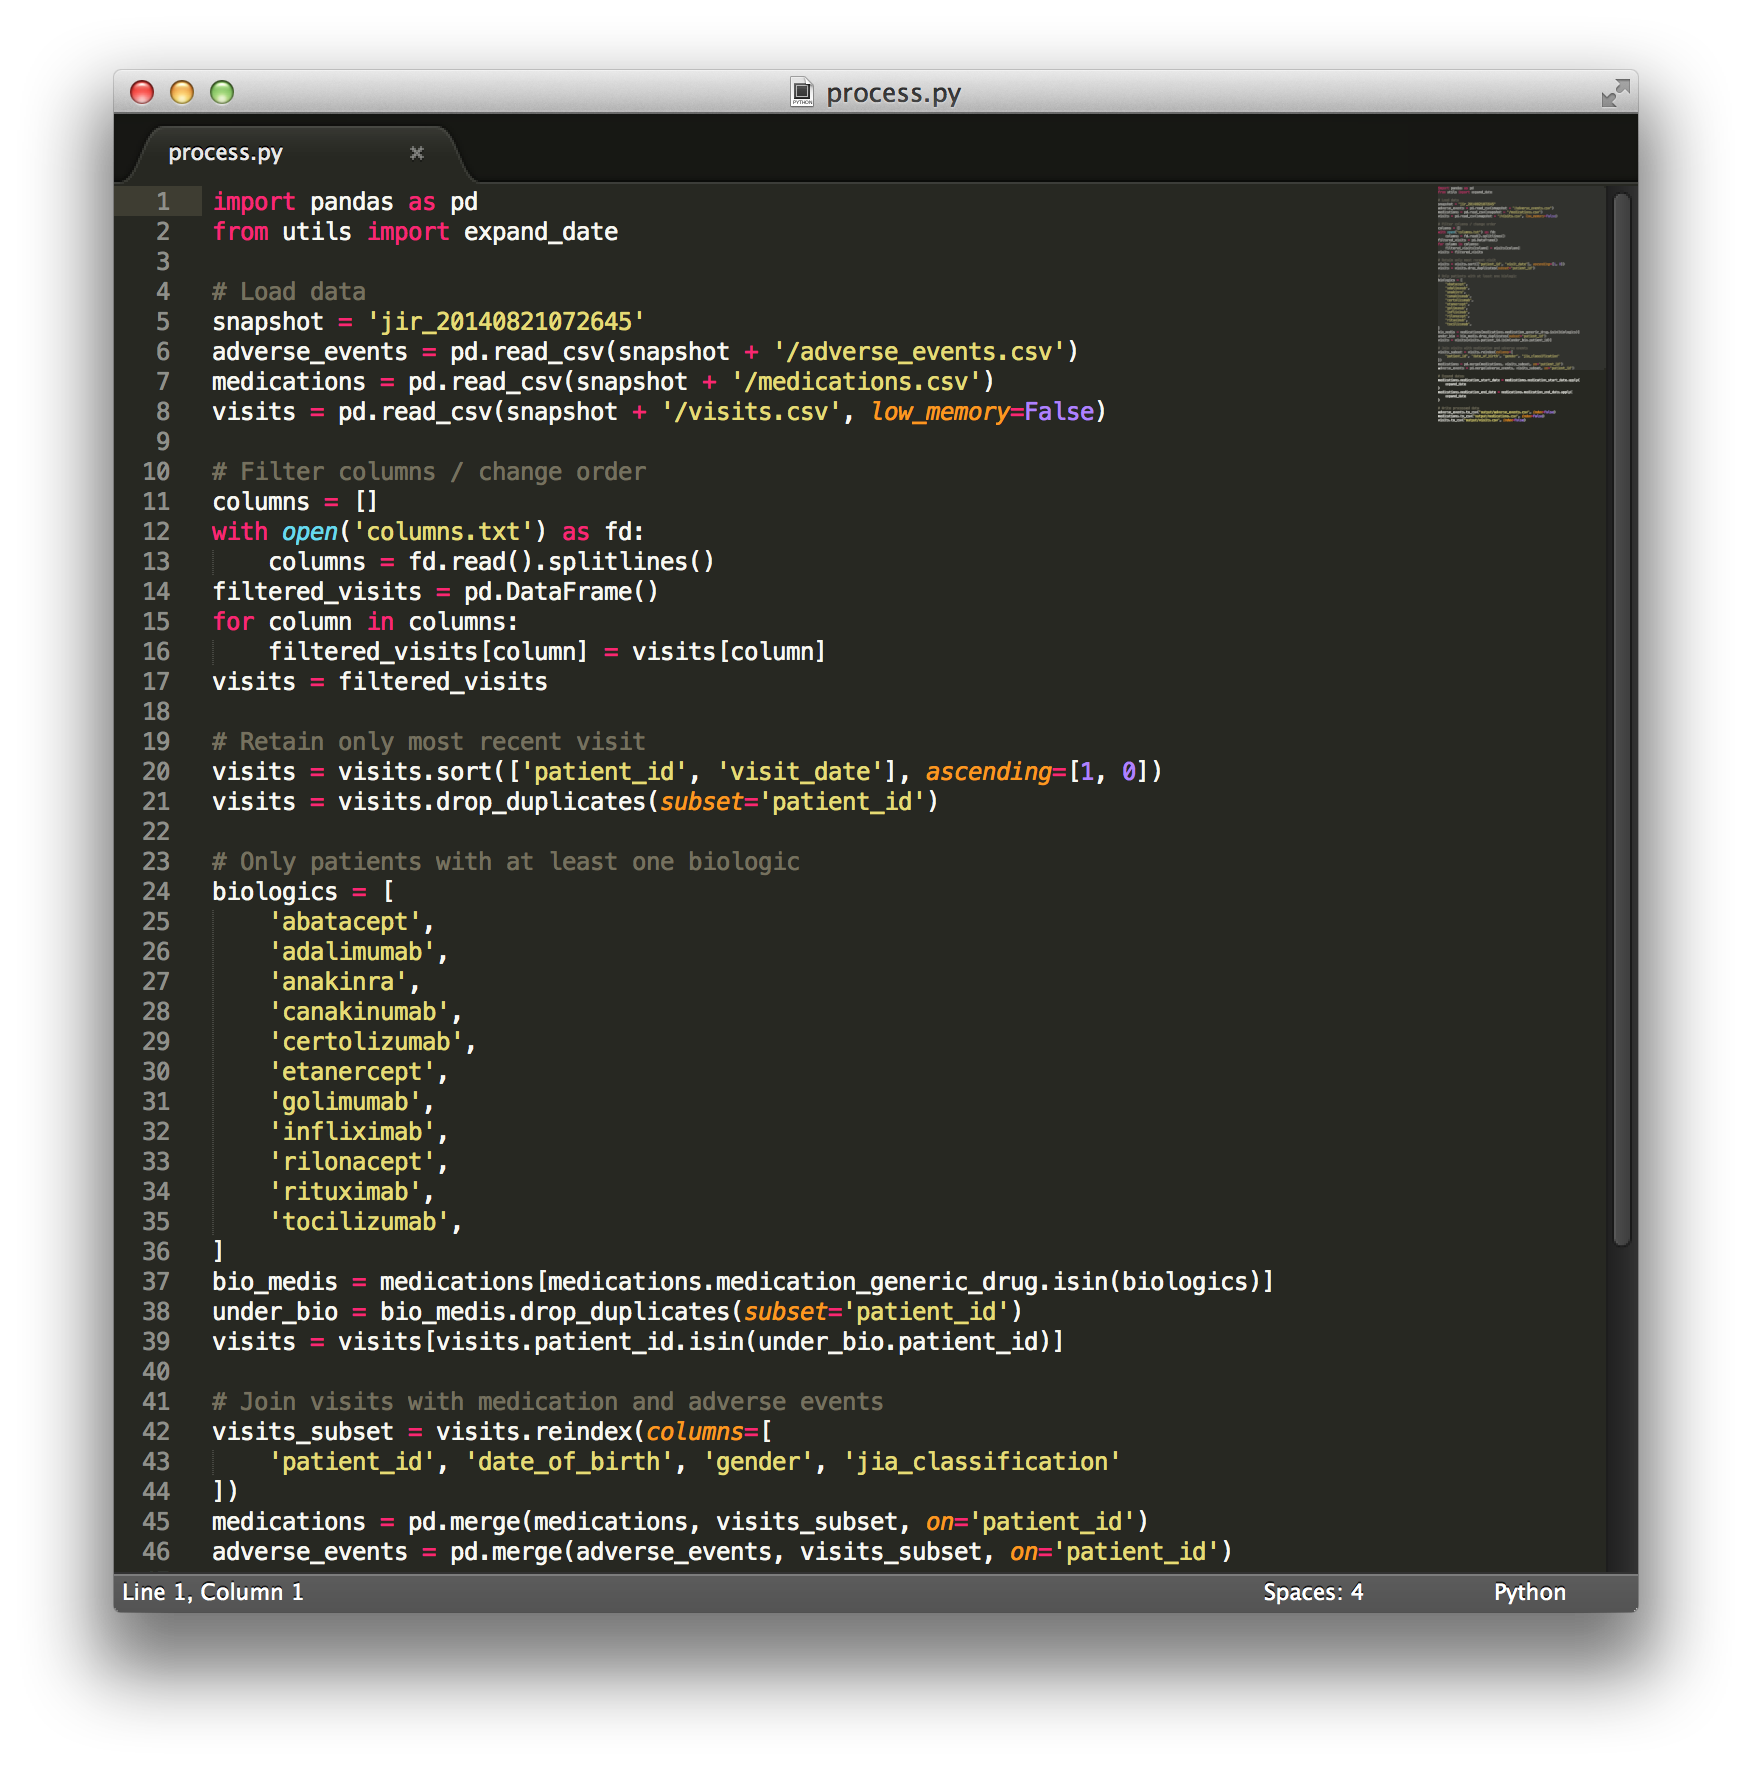 process.py
process.py
1 import pandas as pd
2 from utils import expand_date
3
4 # Load data
5 snapshot = 'jir_20140821072645'
6 adverse_events = pd.read_csv(snapshot + '/adverse_events.csv')
7 medications = pd.read_csv(snapshot + '/medications.csv')
8 visits = pd.read_csv(snapshot + '/visits.csv', low_memory=False)
9
10 # Filter columns / change order
11 columns = []
12 with open('columns.txt') as fd:
13     columns = fd.read().splitlines()
14 filtered_visits = pd.DataFrame()
15 for column in columns:
16     filtered_visits[column] = visits[column]
17 visits = filtered_visits
18
19 # Retain only most recent visit
20 visits = visits.sort(['patient_id', 'visit_date'], ascending=[1, 0])
21 visits = visits.drop_duplicates(subset='patient_id')
22
23 # Only patients with at least one biologic
24 biologics = [
25     'abatacept',
26     'adalimumab',
27     'anakinra',
28     'canakinumab',
29     'certolizumab',
30     'etanercept',
31     'golimumab',
32     'infliximab',
33     'rilonacept',
34     'rituximab',
35     'tocilizumab',
36 ]
37 bio_medis = medications[medications.medication_generic_drug.isin(biologics)]
38 under_bio = bio_medis.drop_duplicates(subset='patient_id')
39 visits = visits[visits.patient_id.isin(under_bio.patient_id)]
40
41 # Join visits with medication and adverse events
42 visits_subset = visits.reindex(columns=[
43     'patient_id', 'date_of_birth', 'gender', 'jia_classification'
44 ])
45 medications = pd.merge(medications, visits_subset, on='patient_id')
46 adverse_events = pd.merge(adverse_events, visits_subset, on='patient_id')
Line 1, Column 1 Spaces: 4 Python